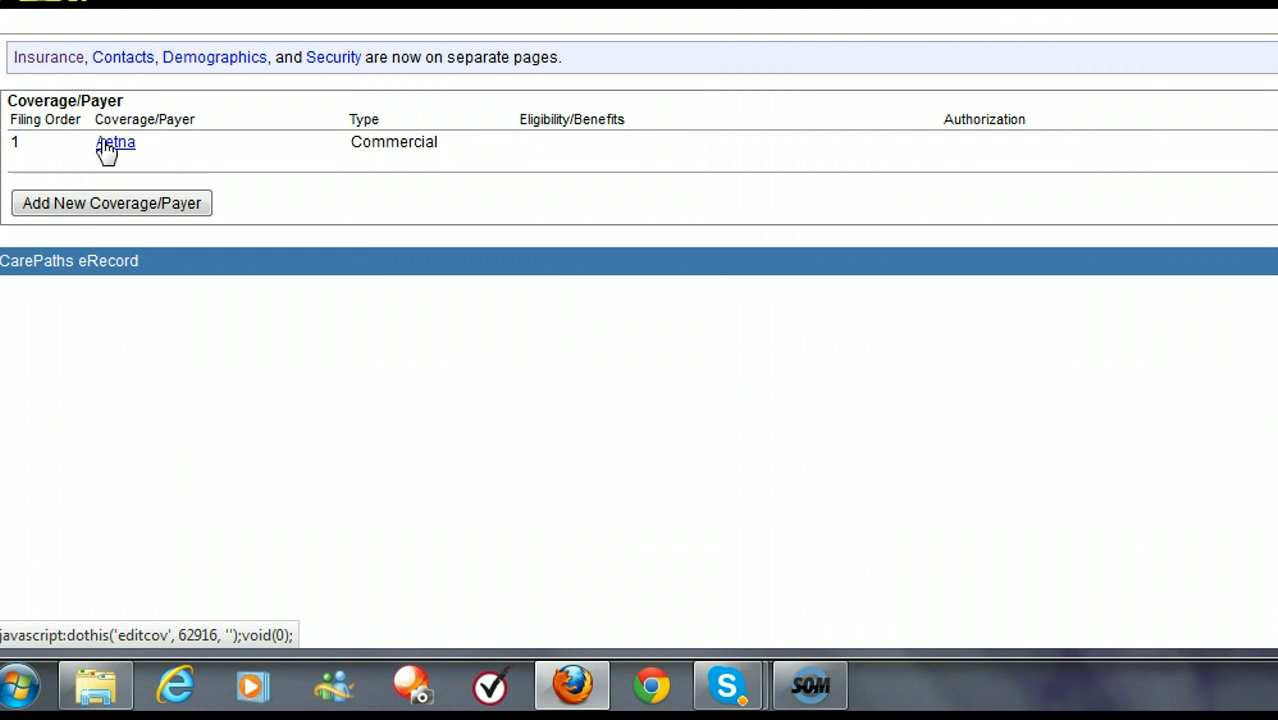 Insurance, Contacts, Demographics, and Security are now on separate pages.
Coverage/Payer
Filing Order Coverage/Payer Type Eligibility/Benefits Authorization
1 Aetna Commercial
Add New Coverage/Payer
CarePaths eRecord
javascript:dothis('editcov', 62916, '');void(0);
SOM